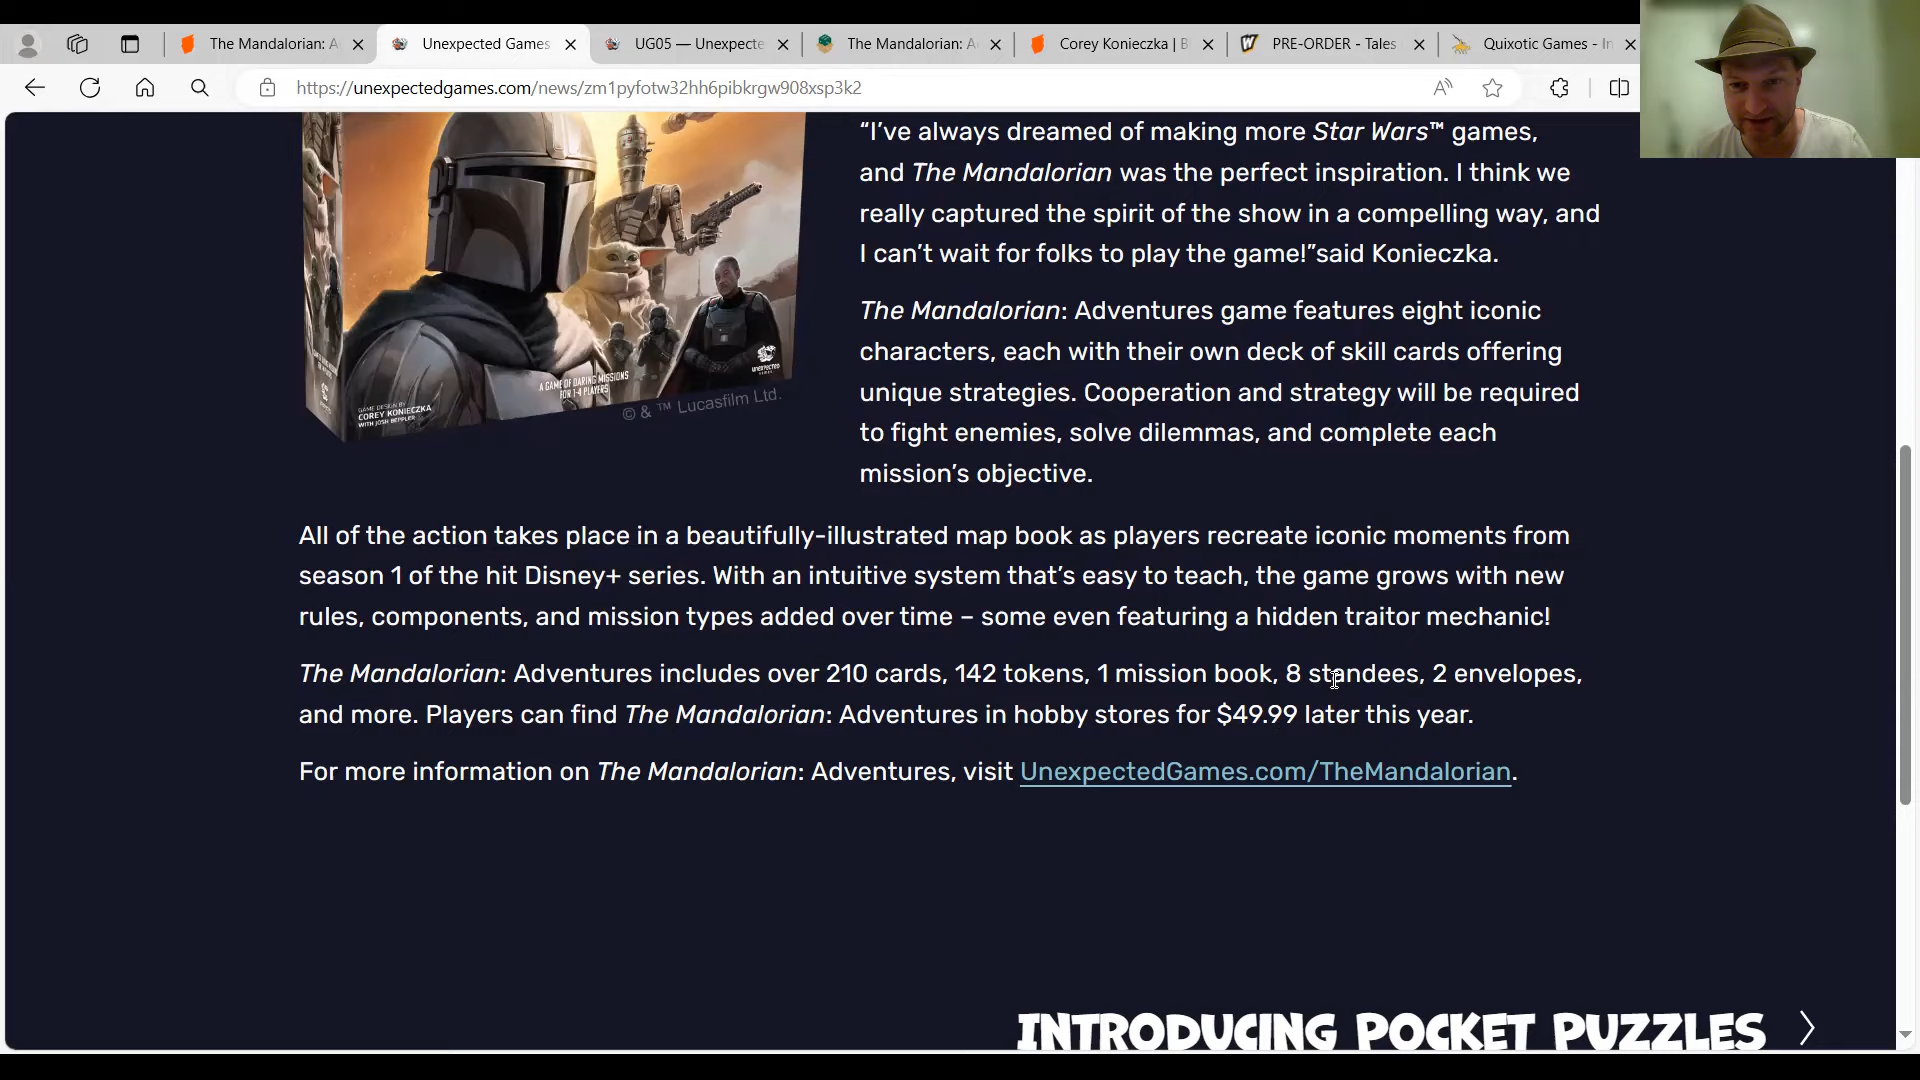 The Mandalorian: A
Unexpected Games
UG05 — Unexpecte
The Mandalorian: A
Corey Konieczka | B
PRE-ORDER - Tales
Quixotic Games - In
https://unexpectedgames.com/news/zm1pyfotw32hh6pibkrgw908xsp3k2
“I’ve always dreamed of making more Star Wars™ games,
and The Mandalorian was the perfect inspiration. I think we
really captured the spirit of the show in a compelling way, and
I can’t wait for folks to play the game!”said Konieczka.
The Mandalorian: Adventures game features eight iconic
characters, each with their own deck of skill cards offering
unique strategies. Cooperation and strategy will be required
to fight enemies, solve dilemmas, and complete each
mission’s objective.
A GAME OF DARING MISSIONS
FOR 1-4 PLAYERS
UNEXPECTED
GAMES
GAME DESIGN BY
COREY KONIECZKA
WITH JOSH BEPPLER
© & ™ Lucasfilm Ltd.
All of the action takes place in a beautifully-illustrated map book as players recreate iconic moments from
season 1 of the hit Disney+ series. With an intuitive system that’s easy to teach, the game grows with new
rules, components, and mission types added over time – some even featuring a hidden traitor mechanic!
The Mandalorian: Adventures includes over 210 cards, 142 tokens, 1 mission book, 8 standees, 2 envelopes,
and more. Players can find The Mandalorian: Adventures in hobby stores for $49.99 later this year.
For more information on The Mandalorian: Adventures, visit UnexpectedGames.com/TheMandalorian.
INTRODUCING POCKET PUZZLES